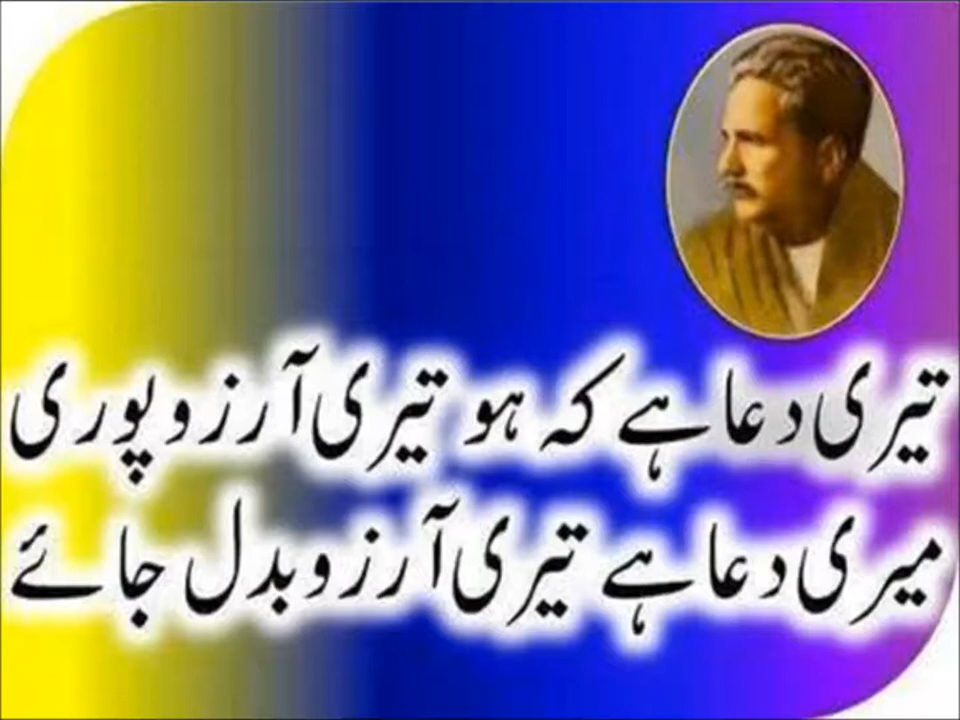 تیری دعا ہے کہ ہو تیری آرزو پوری
میری دعا ہے تیری آرزو بدل جائے